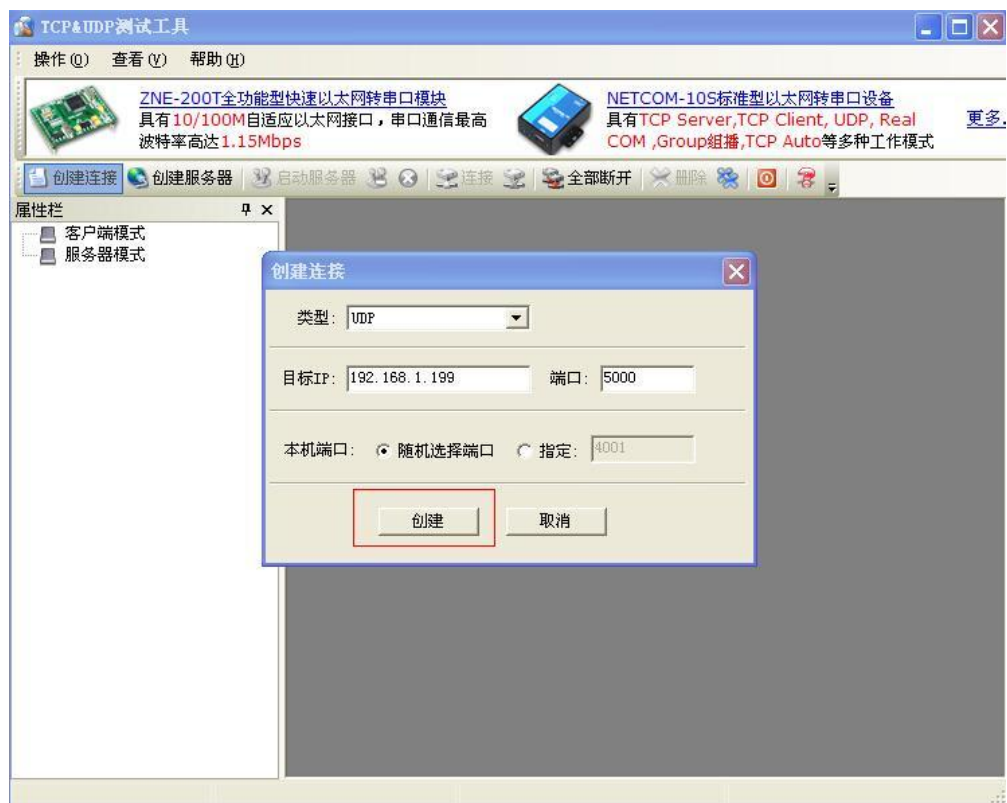 TCP&UDP测试工具
操作(O) 查看(V) 帮助(H)
ZNE-200T全功能型快速以太网转串口模块
具有10/100M自适应以太网接口，串口通信最高
波特率高达1.15Mbps
NETCOM-10S标准型以太网转串口设备
具有TCP Server,TCP Client, UDP, Real
COM ,Group组播,TCP Auto等多种工作模式
更多.
创建连接 创建服务器 启动服务器 连接 全部断开 删除
属性栏
客户端模式
服务器模式
创建连接
类型: UDP
目标IP: 192.168.1.199 端口: 5000
本机端口: 随机选择端口 指定: 4001
创建 取消